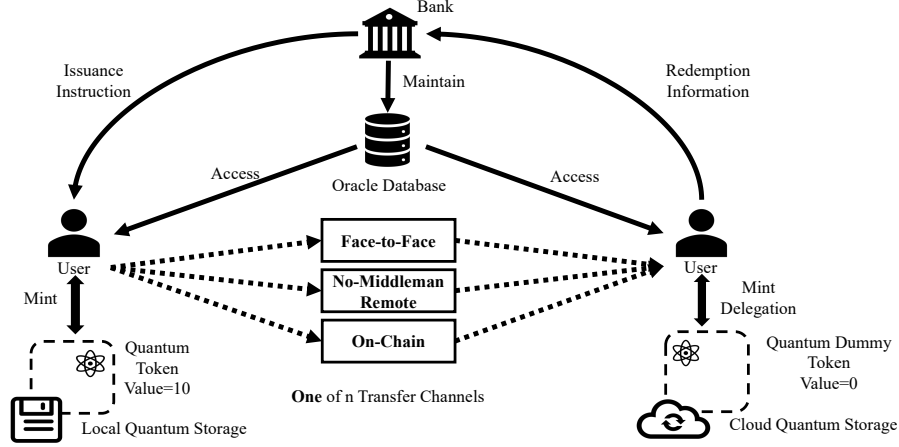 Bank
Issuance
Instruction
Redemption
Information
Maintain
Access
Oracle Database
Access
Face-to-Face
User
User
No-Middleman
Remote
Mint
Mint
Delegation
On-Chain
Quantum
Token
Value=10
Quantum Dummy
Token
Value=0
One of n Transfer Channels
Local Quantum Storage
Cloud Quantum Storage